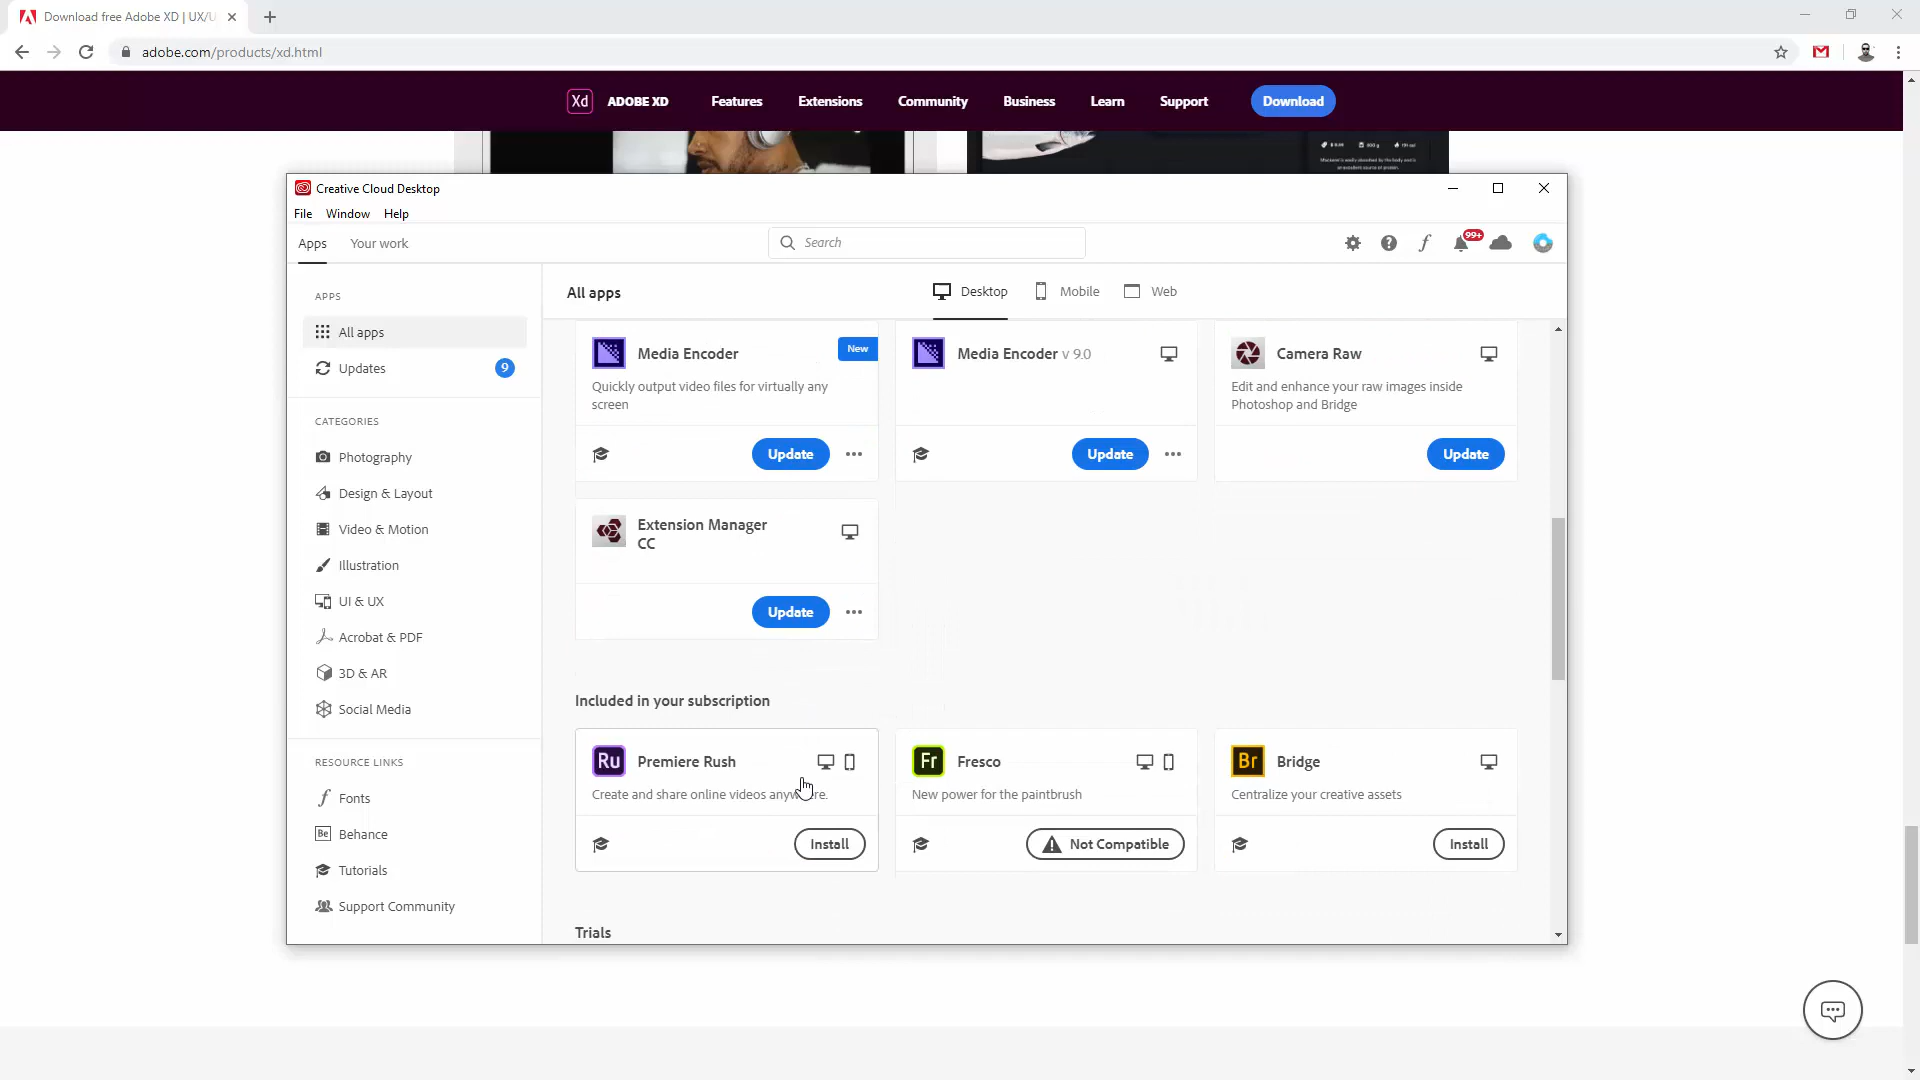 Download free Adobe XD | UX/U
adobe.com/products/xd.html
Xd ADOBE XD Features Extensions Community Business Learn Support Download
Creative Cloud Desktop
File Window Help
Apps Your work Search 99+
APPS
All apps
Updates 9
CATEGORIES
Photography
Design & Layout
Video & Motion
Illustration
UI & UX
Acrobat & PDF
3D & AR
Social Media
RESOURCE LINKS
Fonts
Be Behance
Tutorials
Support Community
All apps Desktop Mobile Web
Media Encoder New
Quickly output video files for virtually any
screen
Update
Media Encoder v 9.0
Update
Camera Raw
Edit and enhance your raw images inside
Photoshop and Bridge
Update
Extension Manager
CC
Update
Included in your subscription
Ru Premiere Rush
Create and share online videos anywhere.
Install
Fr Fresco
New power for the paintbrush
Not Compatible
Br Bridge
Centralize your creative assets
Install
Trials